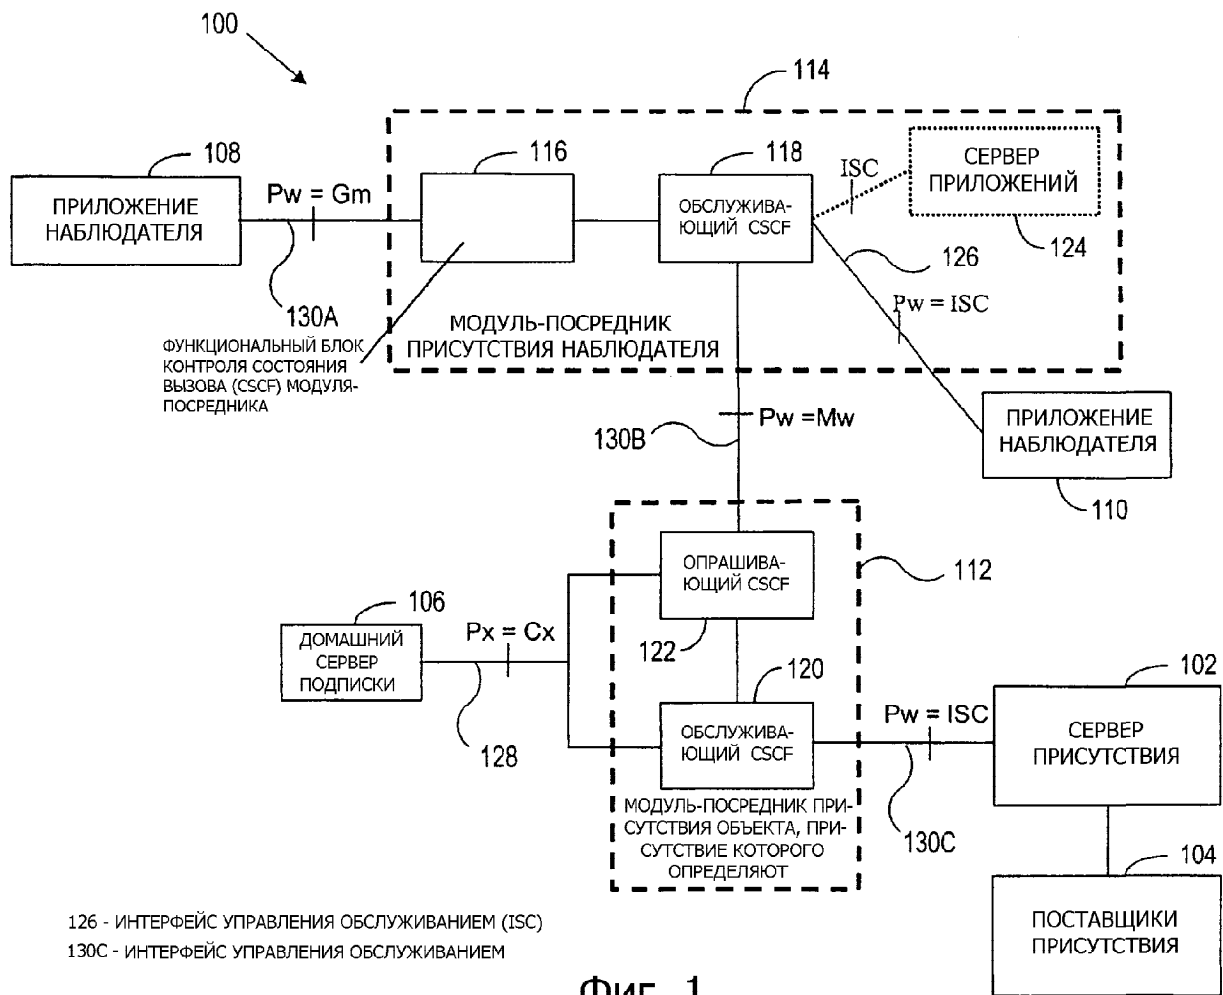 100
114
108
116
118
ISC
СЕРВЕР
ПРИЛОЖЕНИЙ
ПРИЛОЖЕНИЕ
НАБЛЮДАТЕЛЯ
Pw = Gm
ОБСЛУЖИВА-
ЮЩИЙ CSCF
126
124
130A
Pw = ISC
МОДУЛЬ-ПОСРЕДНИК
ПРИСУТСТВИЯ НАБЛЮДАТЕЛЯ
ФУНКЦИОНАЛЬНЫЙ БЛОК
КОНТРОЛЯ СОСТОЯНИЯ
ВЫЗОВА (CSCF) МОДУЛЯ-
ПОСРЕДНИКА
Pw =Mw
130B
ПРИЛОЖЕНИЕ
НАБЛЮДАТЕЛЯ
110
ОПРАШИВА-
ЮЩИЙ CSCF
112
106
Px = Cx
122
ДОМАШНИЙ
СЕРВЕР
ПОДПИСКИ
120
102
128
ОБСЛУЖИВА-
ЮЩИЙ CSCF
Pw = ISC
СЕРВЕР
ПРИСУТСТВИЯ
МОДУЛЬ-ПОСРЕДНИК ПРИ-
СУТСТВИЯ ОБЪЕКТА, ПРИ-
СУТСТВИЕ КОТОРОГО
ОПРЕДЕЛЯЮТ
130C
104
ПОСТАВЩИКИ
ПРИСУТСТВИЯ
126 - ИНТЕРФЕЙС УПРАВЛЕНИЯ ОБСЛУЖИВАНИЕМ (ISC)
130C - ИНТЕРФЕЙС УПРАВЛЕНИЯ ОБСЛУЖИВАНИЕМ
Фиг. 1